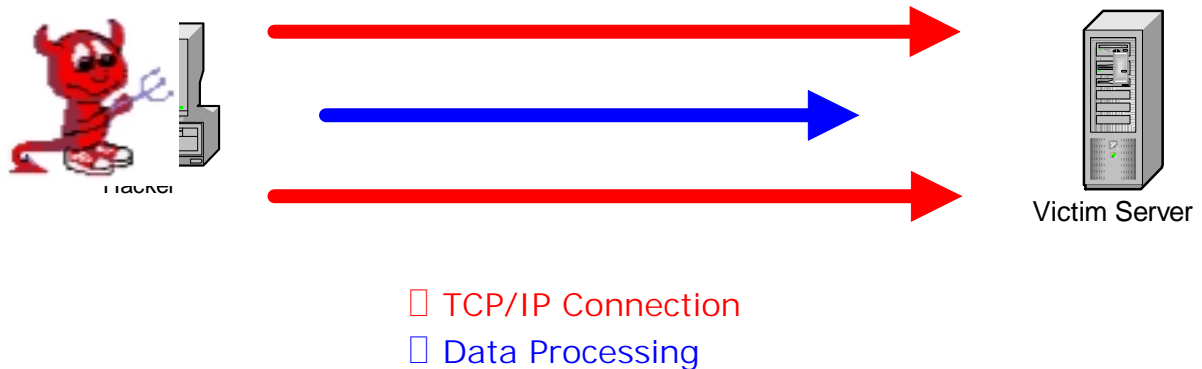 Hacker
Victim Server
TCP/IP Connection
Data Processing